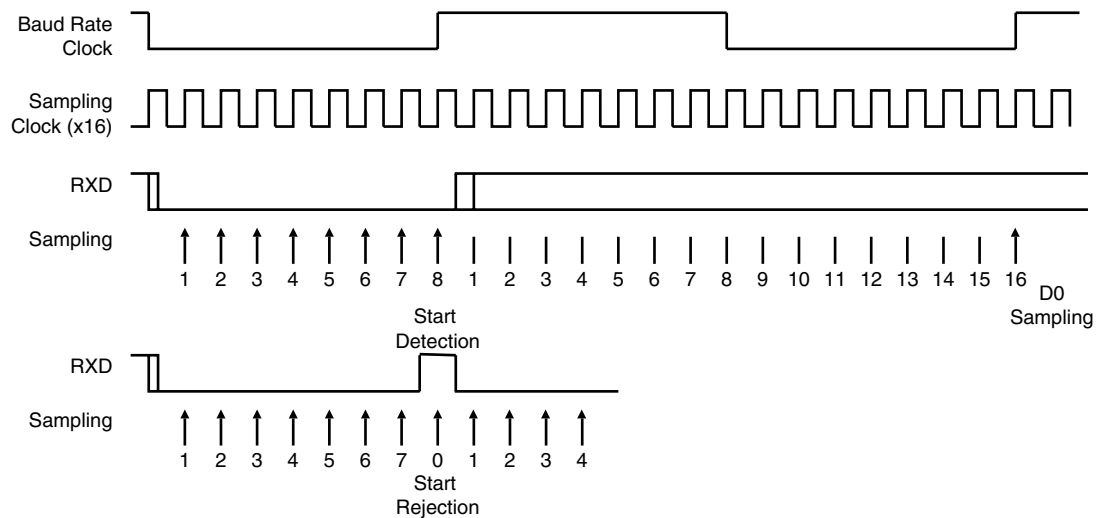 Baud Rate
Clock
Sampling
Clock (x16)
RXD
Sampling
1 2 3 4 5 6 7 8 1 2 3 4 5 6 7 8 9 10 11 12 13 14 15 16
D0
Sampling
Start
Detection
RXD
Sampling
1 2 3 4 5 6 7 0 1 2 3 4
Start
Rejection